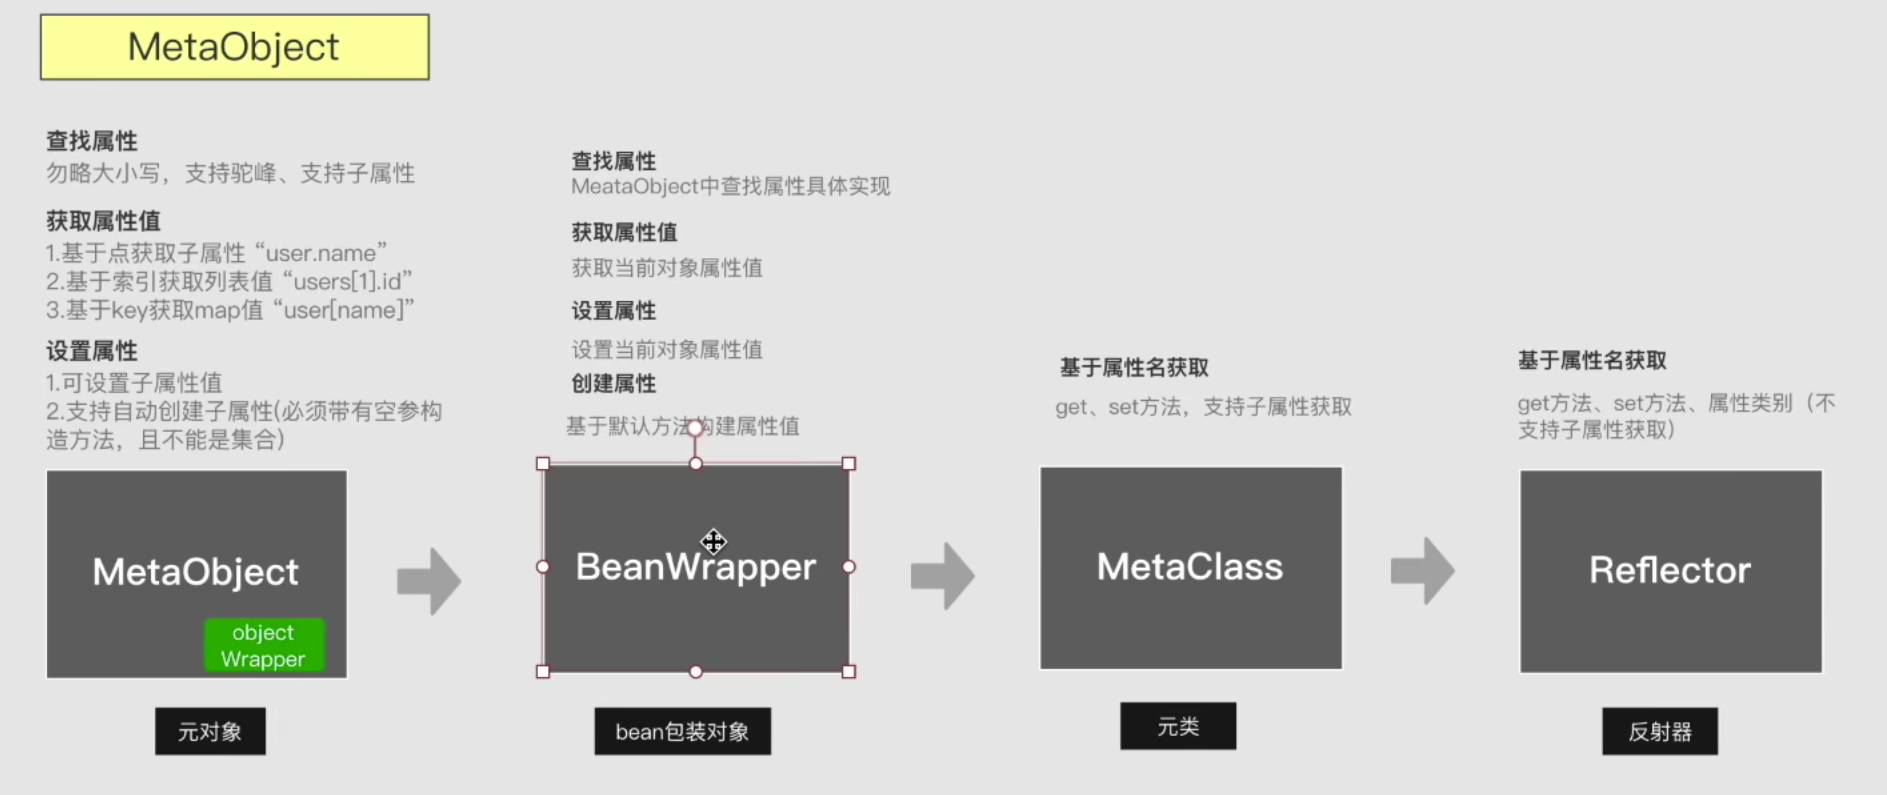 MetaObject
查找属性
勿略大小写，支持驼峰、支持子属性
获取属性值
1.基于点获取子属性 “user.name”
2.基于索引获取列表值 “users[1].id”
3.基于key获取map值 “user[name]”
设置属性
1.可设置子属性值
2.支持自动创建子属性(必须带有空参构
造方法，且不能是集合)
MetaObject
object
Wrapper
元对象
查找属性
MeataObject中查找属性具体实现
获取属性值
获取当前对象属性值
设置属性
设置当前对象属性值
创建属性
基于默认方法构建属性值
BeanWrapper
bean包装对象
基于属性名获取
get、set方法，支持子属性获取
MetaClass
元类
基于属性名获取
get方法、set方法、属性类别（不
支持子属性获取）
Reflector
反射器